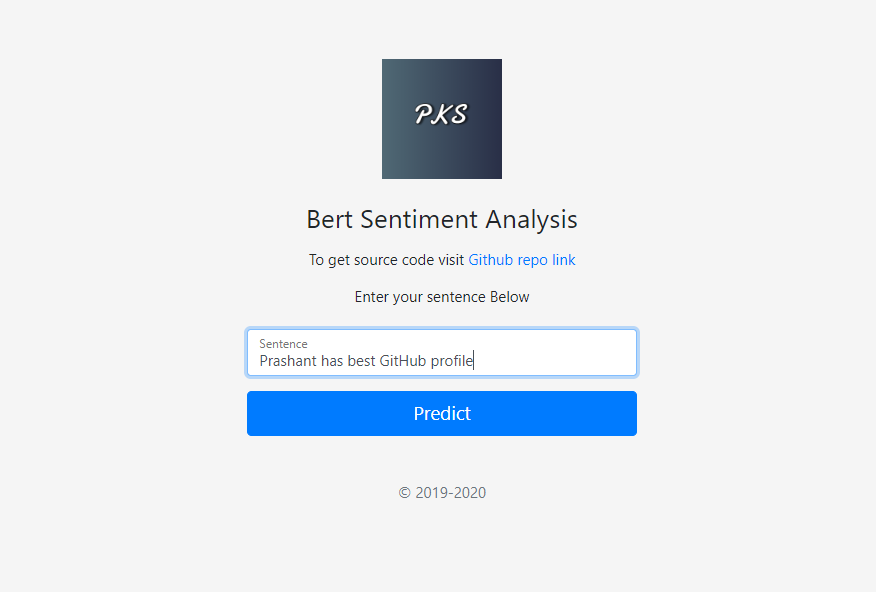 PKS
Bert Sentiment Analysis
To get source code visit Github repo link
Enter your sentence Below
Sentence
Prashant has best GitHub profile
Predict
© 2019-2020